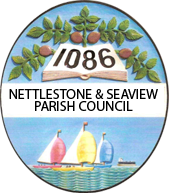 1086
NETTLESTONE & SEAVIEW
PARISH COUNCIL